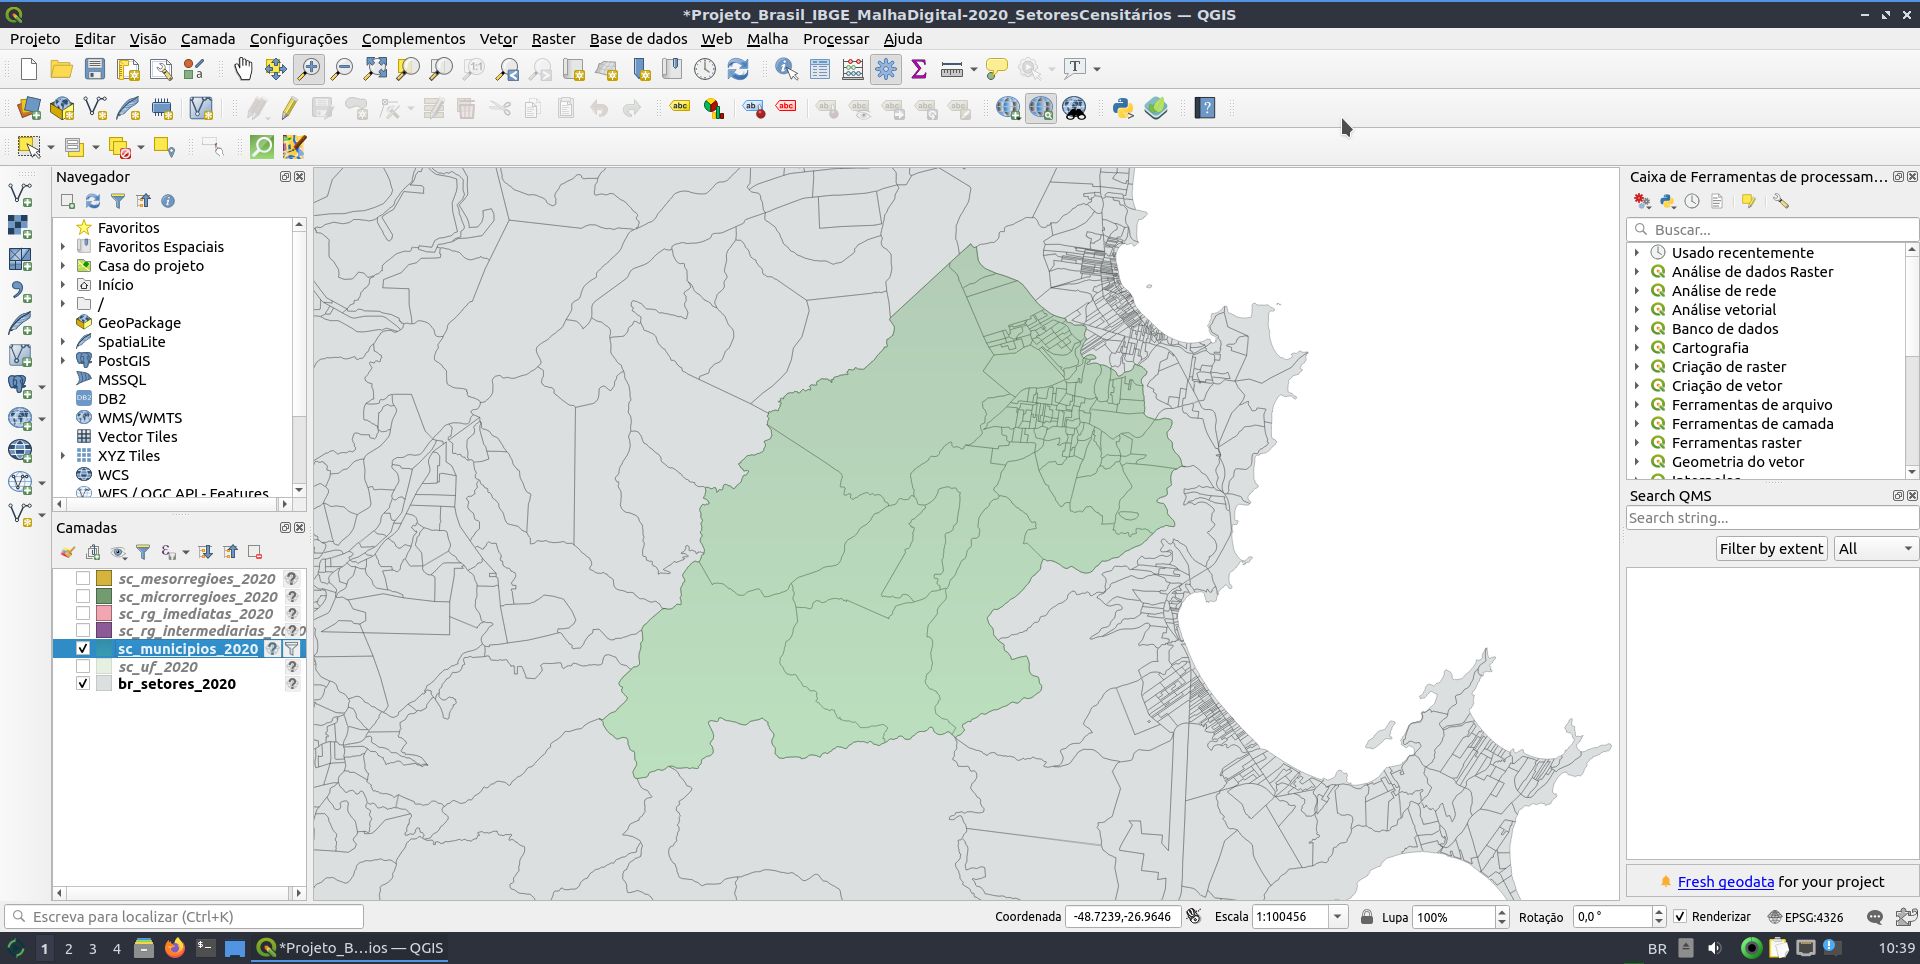 *Projeto_Brasil_IBGE_MalhaDigital-2020_SetoresCensitários — QGIS
Projeto Editar Visão Camada Configurações Complementos Vetor Raster Base de dados Web Malha Processar Ajuda
Navegador
Favoritos
Favoritos Espaciais
Casa do projeto
Início
/
GeoPackage
SpatiaLite
PostGIS
MSSQL
DB2
WMS/WMTS
Vector Tiles
XYZ Tiles
WCS
WFS / OGC API - Features
Camadas
sc_mesorregioes_2020
sc_microrregioes_2020
sc_rg_imediatas_2020
sc_rg_intermediarias_2020
sc_municipios_2020
sc_uf_2020
br_setores_2020
Caixa de Ferramentas de processam...
Buscar...
Usado recentemente
Análise de dados Raster
Análise de rede
Análise vetorial
Banco de dados
Cartografia
Criação de raster
Criação de vetor
Ferramentas de arquivo
Ferramentas de camada
Ferramentas raster
Geometria do vetor
Search QMS
Search string...
Filter by extent All
Fresh geodata for your project
Escreva para localizar (Ctrl+K) Coordenada -48.7239,-26.9646 Escala 1:100456 Lupa 100% Rotação 0,0 ° Renderizar EPSG:4326
1 2 3 4 *Projeto_B...ios — QGIS BR 10:39